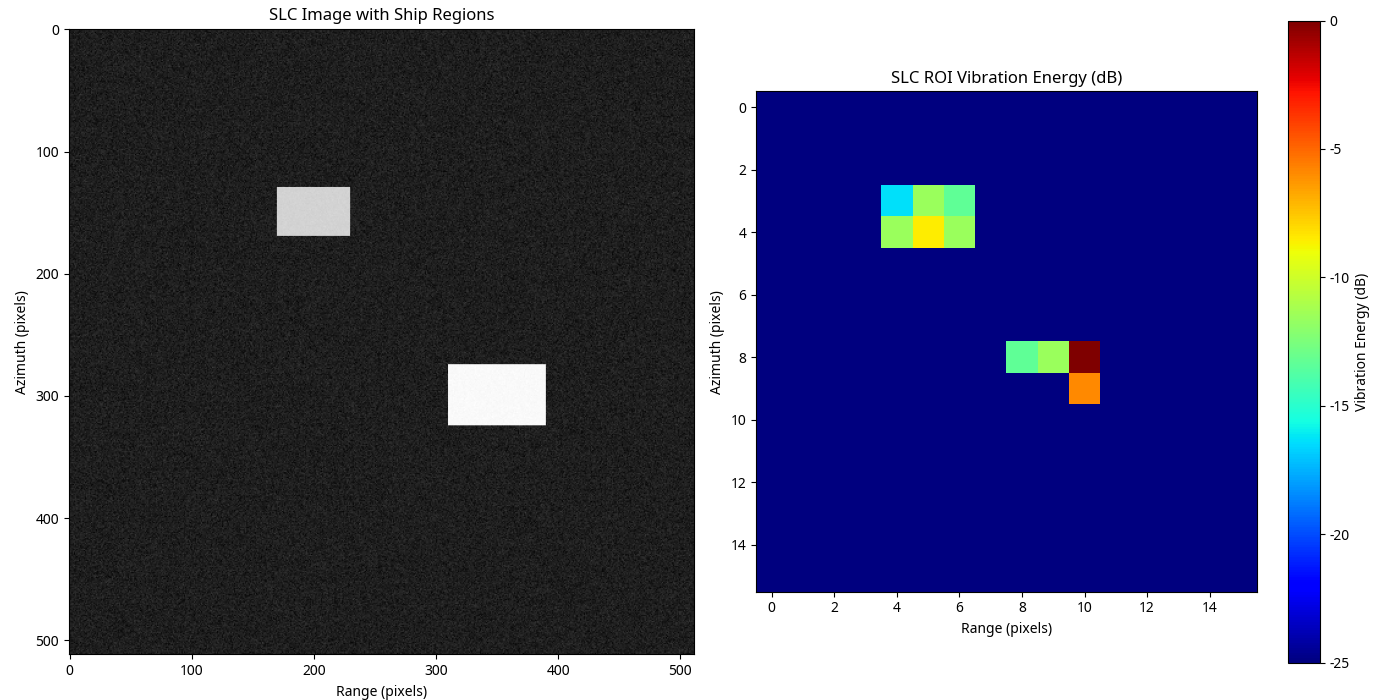 SLC Image with Ship Regions
0
100
200
300
400
500
Azimuth (pixels)
0 100 200 300 400 500
Range (pixels)
SLC ROI Vibration Energy (dB)
0
2
4
6
8
10
12
14
Azimuth (pixels)
0 2 4 6 8 10 12 14
Range (pixels)
0
-5
-10
-15
-20
-25
Vibration Energy (dB)